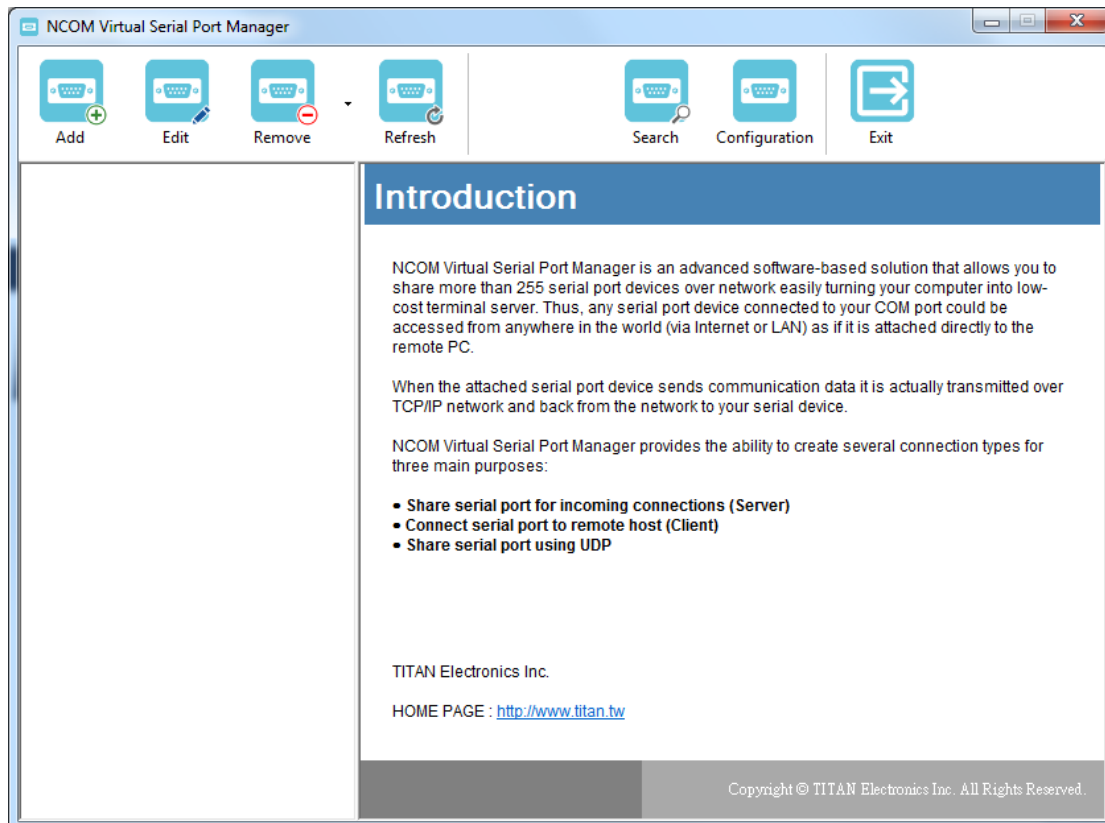 NCOM Virtual Serial Port Manager
Add
Edit
Remove
Refresh
Search
Configuration
Exit
Introduction
NCOM Virtual Serial Port Manager is an advanced software-based solution that allows you to
share more than 255 serial port devices over network easily turning your computer into low-
cost terminal server. Thus, any serial port device connected to your COM port could be
accessed from anywhere in the world (via Internet or LAN) as if it is attached directly to the
remote PC.
When the attached serial port device sends communication data it is actually transmitted over
TCP/IP network and back from the network to your serial device.
NCOM Virtual Serial Port Manager provides the ability to create several connection types for
three main purposes:
• Share serial port for incoming connections (Server)
• Connect serial port to remote host (Client)
• Share serial port using UDP
TITAN Electronics Inc.
HOME PAGE : http://www.titan.tw
Copyright © TITAN Electronics Inc. All Rights Reserved.